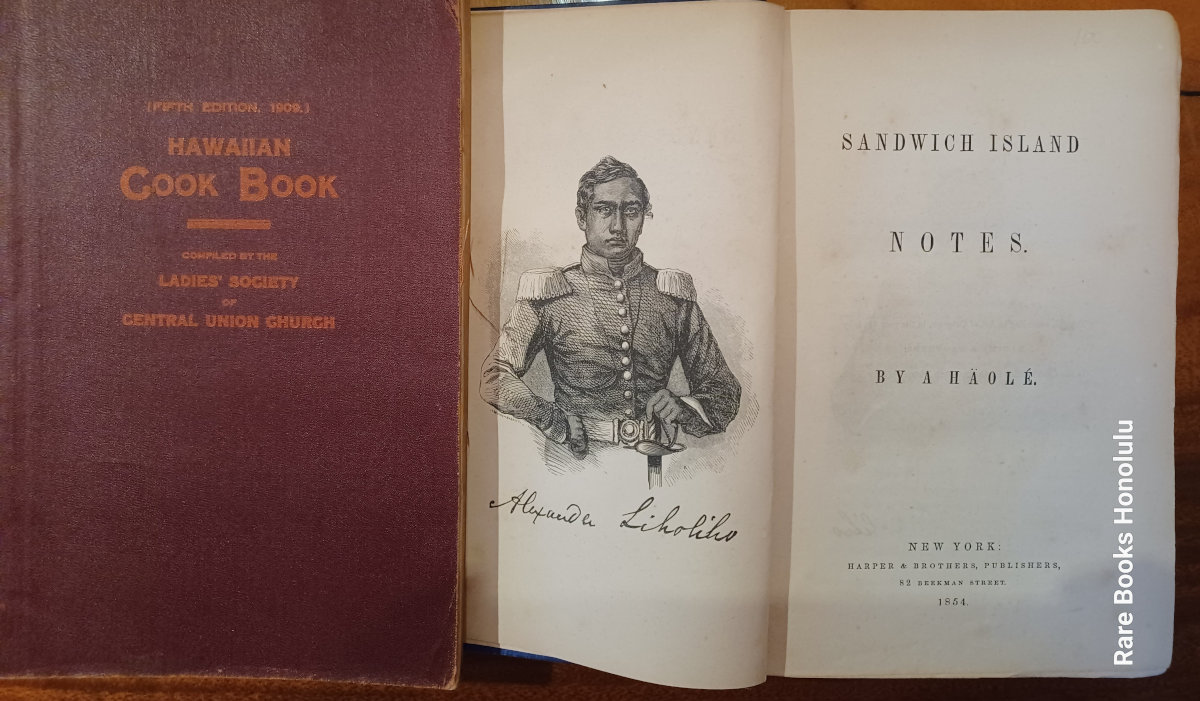 (FIFTH EDITION, 1909.)
HAWAIIAN
COOK BOOK
COMPILED BY THE
LADIES' SOCIETY
OF
CENTRAL UNION CHURCH
Alexander Liholiho
SANDWICH ISLAND
NOTES.
BY A HÄOLÉ.
NEW YORK:
HARPER & BROTHERS, PUBLISHERS,
82 BEEKMAN STREET.
1854.
Rare Books Honolulu